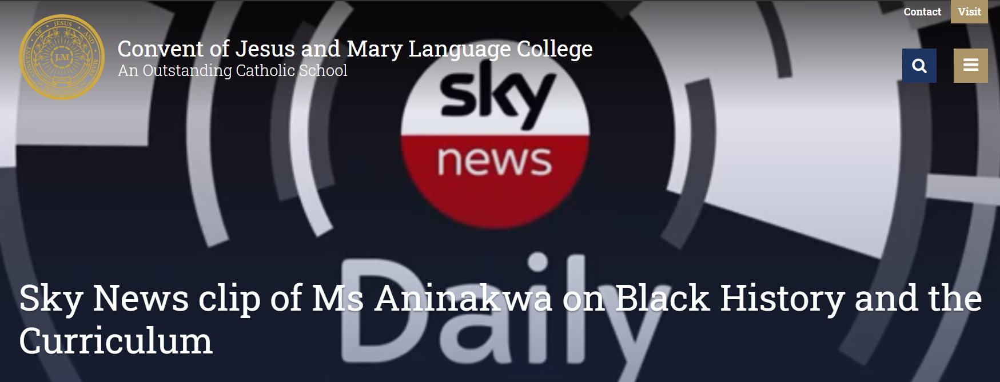 Contact
Visit
CONVENT · OF · JESUS · AND · MARY
J.M
Convent of Jesus and Mary Language College
An Outstanding Catholic School
sky
news
Daily
Sky News clip of Ms Aninakwa on Black History and the
Curriculum